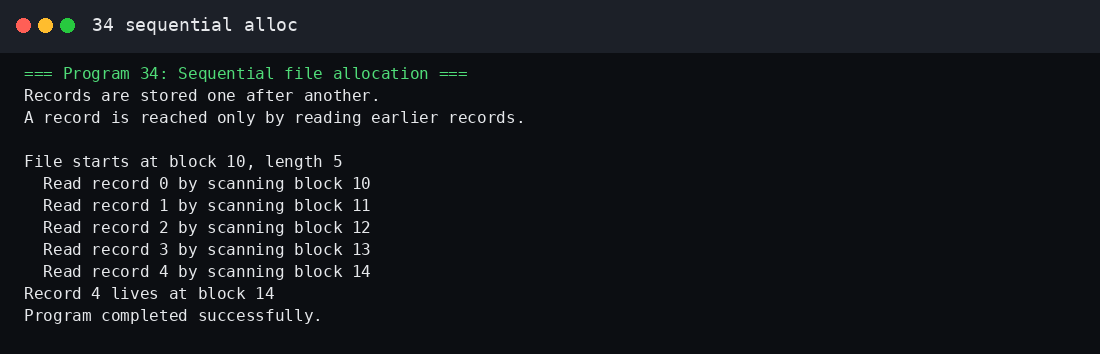 34 sequential alloc
=== Program 34: Sequential file allocation ===
Records are stored one after another.
A record is reached only by reading earlier records.
File starts at block 10, length 5
Read record 0 by scanning block 10
Read record 1 by scanning block 11
Read record 2 by scanning block 12
Read record 3 by scanning block 13
Read record 4 by scanning block 14
Record 4 lives at block 14
Program completed successfully.